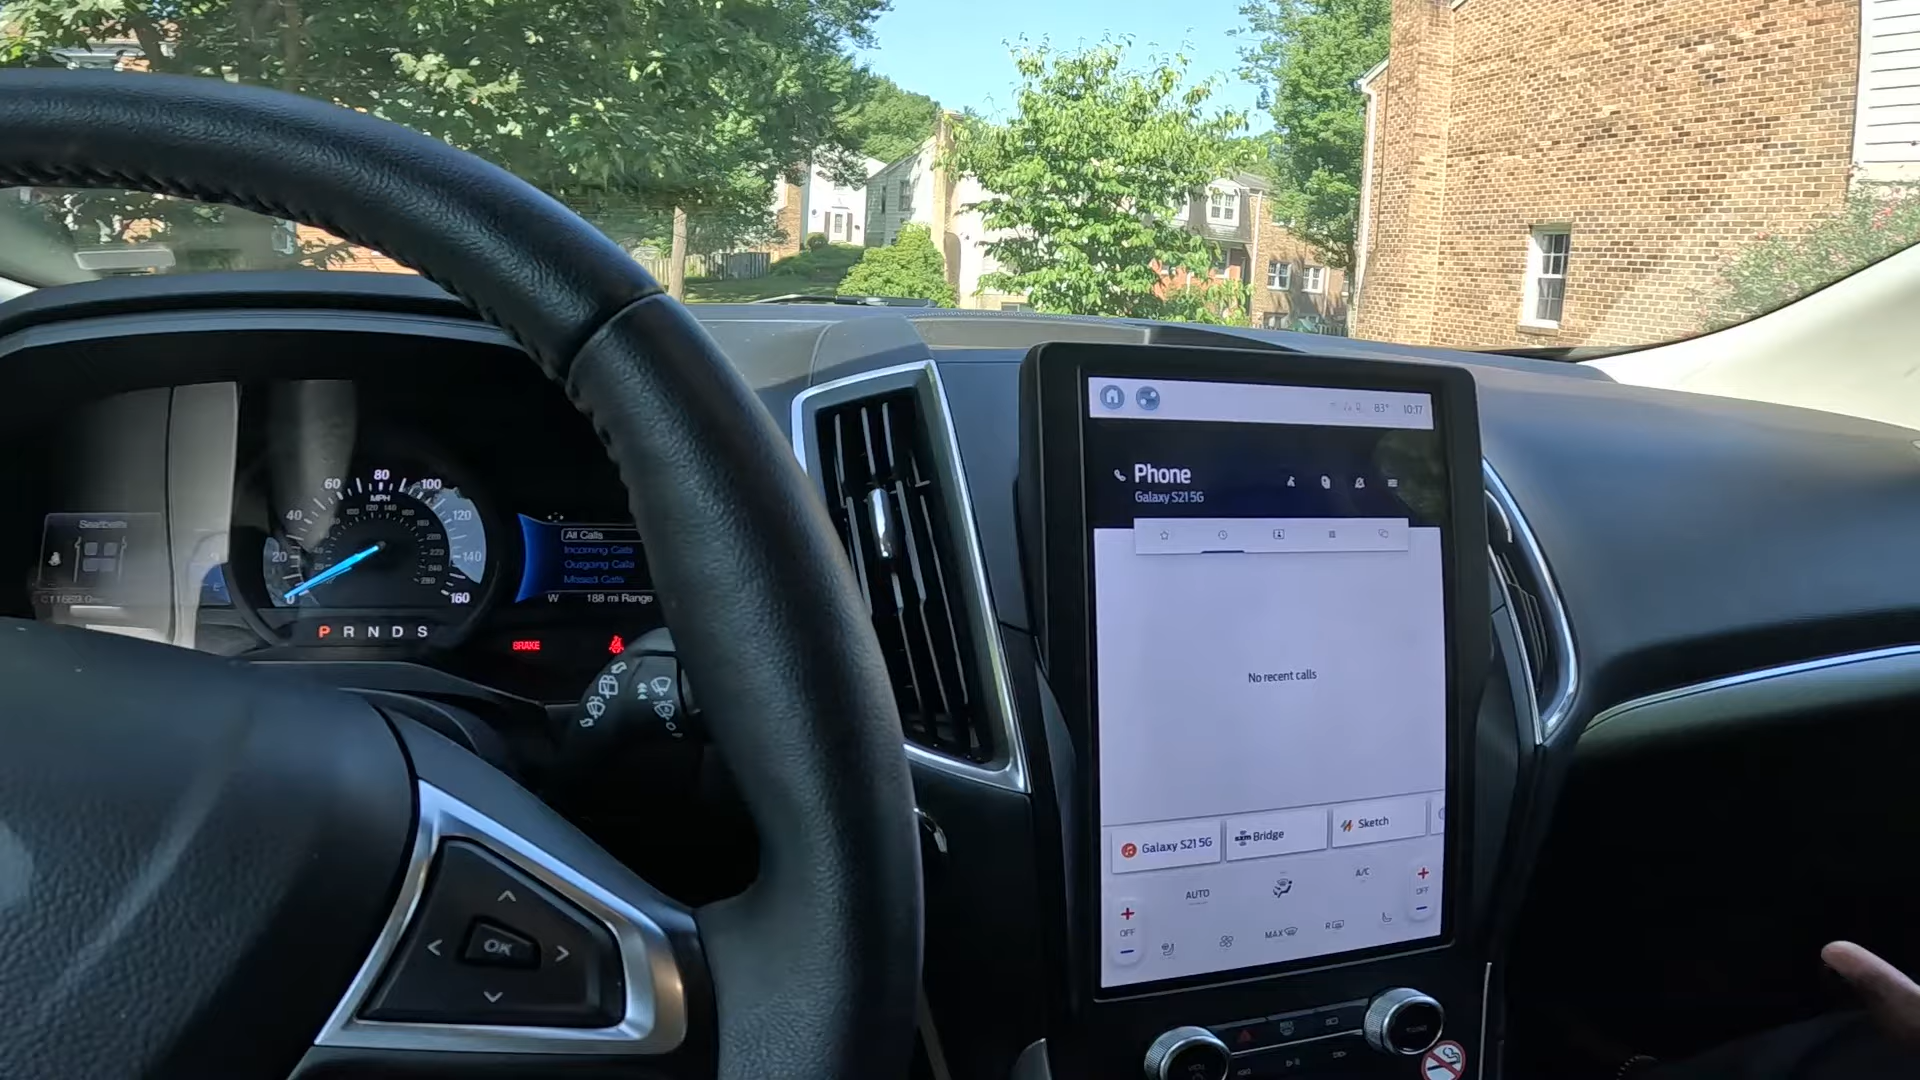 83° 10:17
Phone
Galaxy S21 5G
No recent calls
Galaxy S21 5G
Bridge
Sketch
AUTO
A/C
OFF
OFF
MAX
R
80
60
100
MPH
40
120
20
140
0
160
P R N D S
Seatbelts
E
All Calls
Incoming Calls
Outgoing Calls
Missed Calls
W 188 mi Range
BRAKE
OK